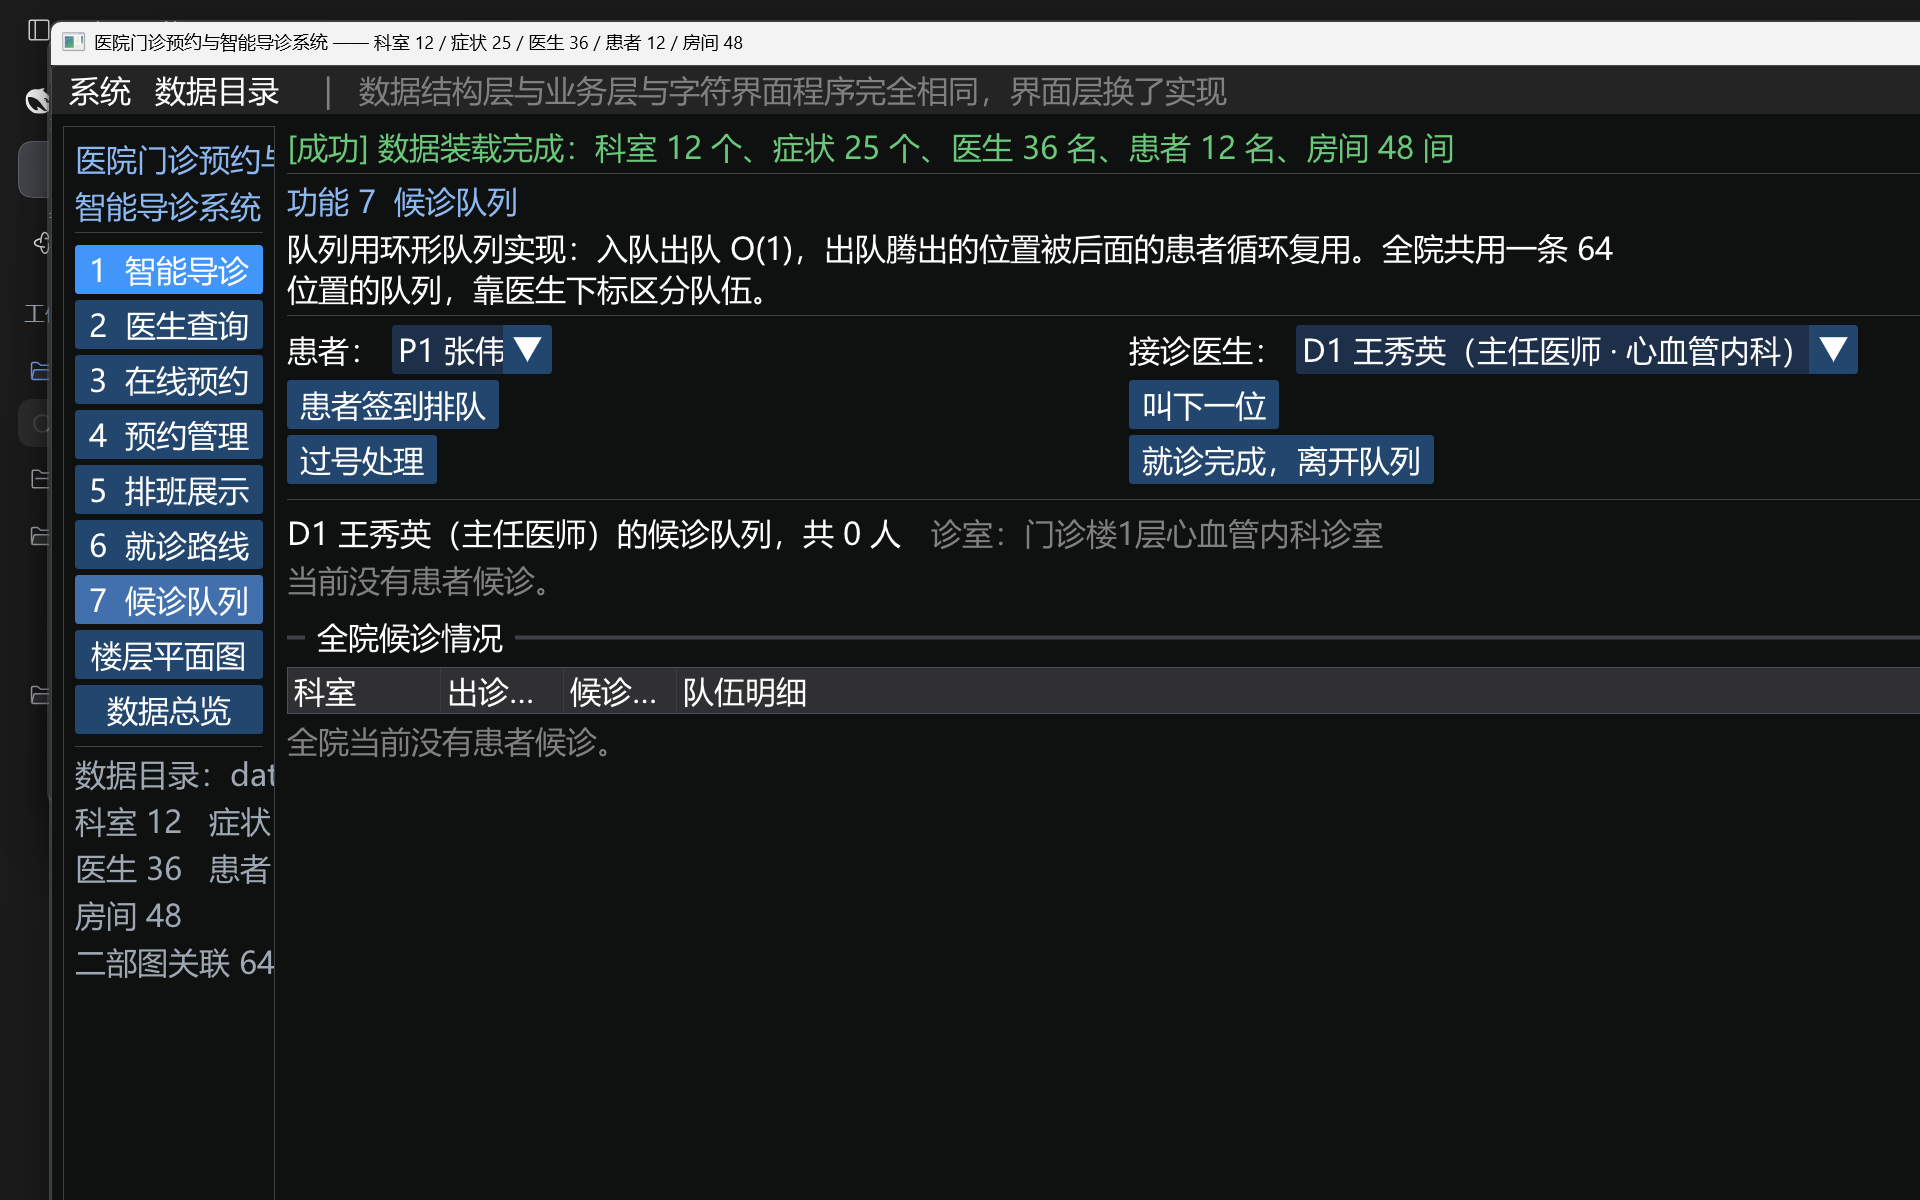 医院门诊预约与智能导诊系统 —— 科室 12 / 症状 25 / 医生 36 / 患者 12 / 房间 48
系统 数据目录 | 数据结构层与业务层与字符界面程序完全相同，界面层换了实现
医院门诊预约与
智能导诊系统
1 智能导诊
2 医生查询
3 在线预约
4 预约管理
5 排班展示
6 就诊路线
7 候诊队列
楼层平面图
数据总览
数据目录：dat
科室 12 症状
医生 36 患者
房间 48
二部图关联 64
[成功] 数据装载完成：科室 12 个、症状 25 个、医生 36 名、患者 12 名、房间 48 间
功能 7 候诊队列
队列用环形队列实现：入队出队 O(1)，出队腾出的位置被后面的患者循环复用。全院共用一条 64
位置的队列，靠医生下标区分队伍。
患者： P1 张伟 ▼ 接诊医生： D1 王秀英（主任医师 · 心血管内科） ▼
患者签到排队 叫下一位
过号处理 就诊完成，离开队列
D1 王秀英（主任医师）的候诊队列，共 0 人 诊室：门诊楼1层心血管内科诊室
当前没有患者候诊。
全院候诊情况
科室 出诊... 候诊... 队伍明细
全院当前没有患者候诊。